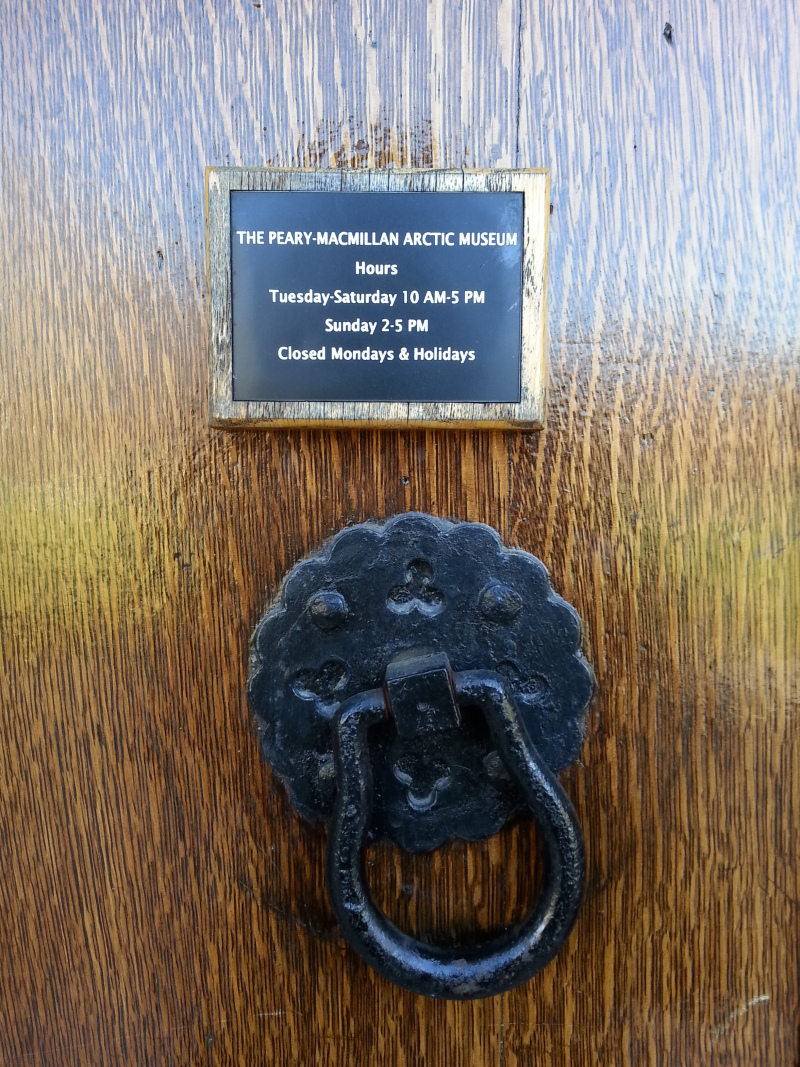 THE PEARY-MACMILLAN ARCTIC MUSEUM
Hours
Tuesday-Saturday 10 AM-5 PM
Sunday 2-5 PM
Closed Mondays & Holidays